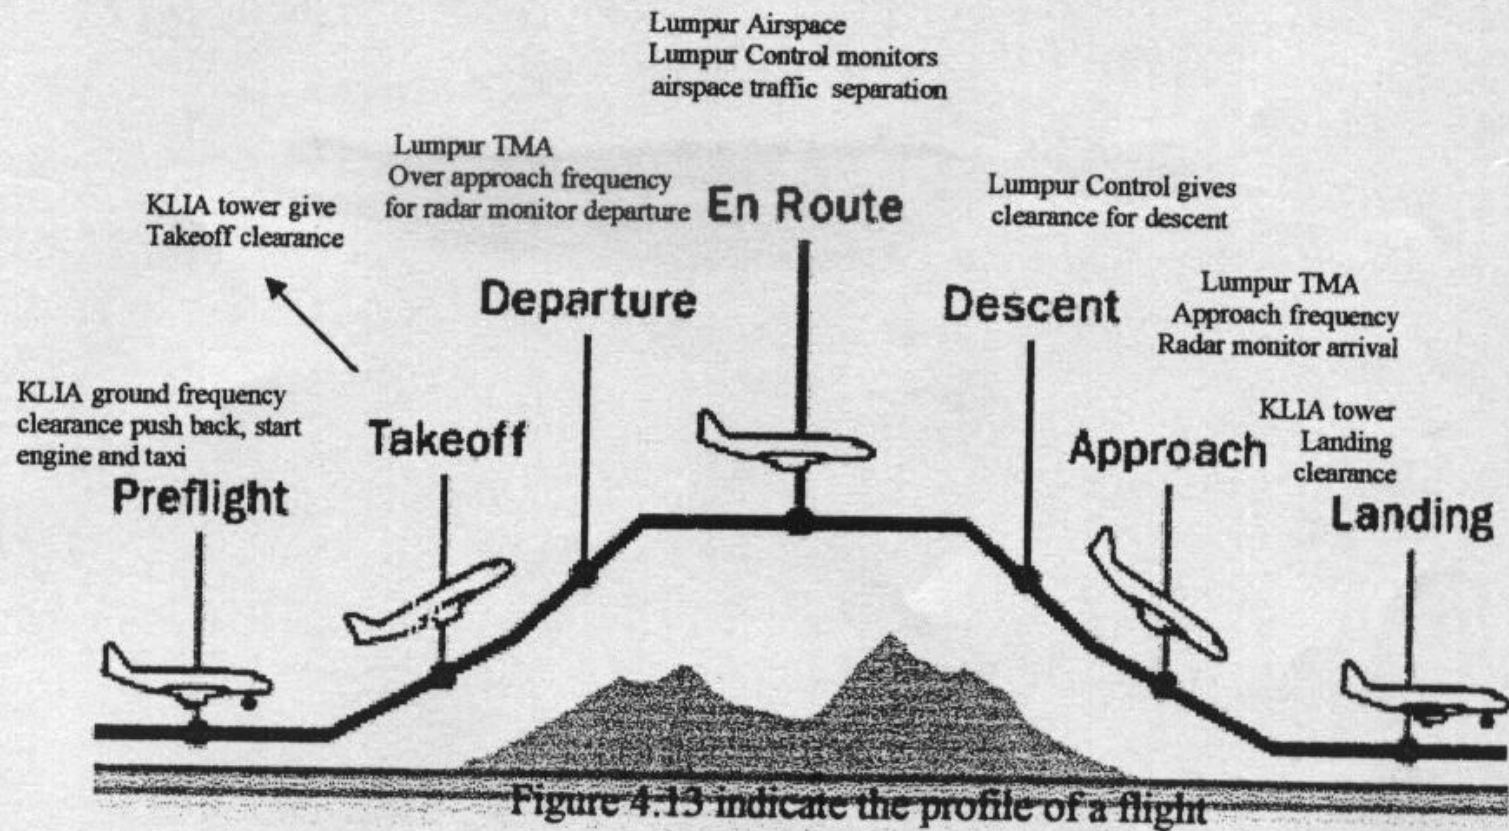 Lumpur Airspace
Lumpur Control monitors
airspace traffic separation
Lumpur TMA
Over approach frequency
for radar monitor departure
En Route
Lumpur Control gives
clearance for descent
KLIA tower give
Takeoff clearance
Departure
Descent
Lumpur TMA
Approach frequency
Radar monitor arrival
KLIA ground frequency
clearance push back, start
engine and taxi
Preflight
Takeoff
Approach
KLIA tower
Landing
clearance
Landing
Figure 4.13 indicate the profile of a flight